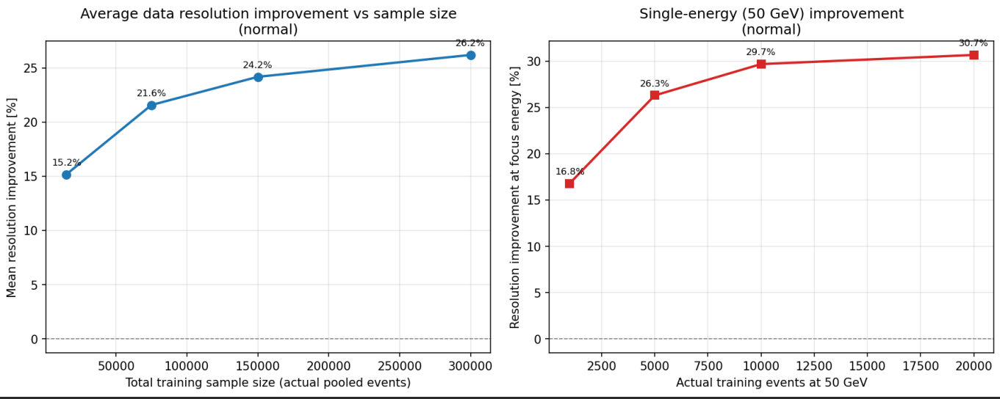 Average data resolution improvement vs sample size
(normal)
26.2%
24.2%
21.6%
15.2%
25
20
15
10
5
0
Mean resolution improvement [%]
50000 100000 150000 200000 250000 300000
Total training sample size (actual pooled events)
Single-energy (50 GeV) improvement
(normal)
30.7%
29.7%
26.3%
16.8%
30
25
20
15
10
5
0
Resolution improvement at focus energy [%]
2500 5000 7500 10000 12500 15000 17500 20000
Actual training events at 50 GeV